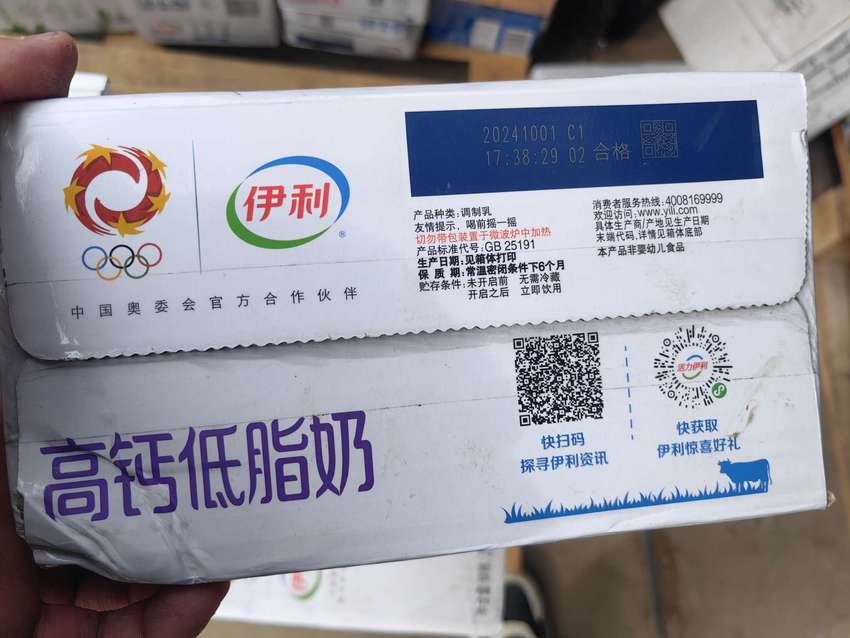 20241001 C1
17:38:29 02 合格
伊利
®
中国奥委会官方合作伙伴
产品种类:调制乳
友情提示,喝前摇一摇
切勿带包装置于微波炉中加热
产品标准代号:GB 25191
生产日期:见箱体打印
保 质 期:常温密闭条件下6个月
贮存条件:未开启前 无需冷藏
开启之后 立即饮用
消费者服务热线:4008169999
欢迎访问:www.yili.com
具体生产商/产地见生产日期
末端代码,详情见箱体底部
本产品非婴幼儿食品
高钙低脂奶
快扫码
探寻伊利资讯
活力伊利
快获取
伊利惊喜好礼